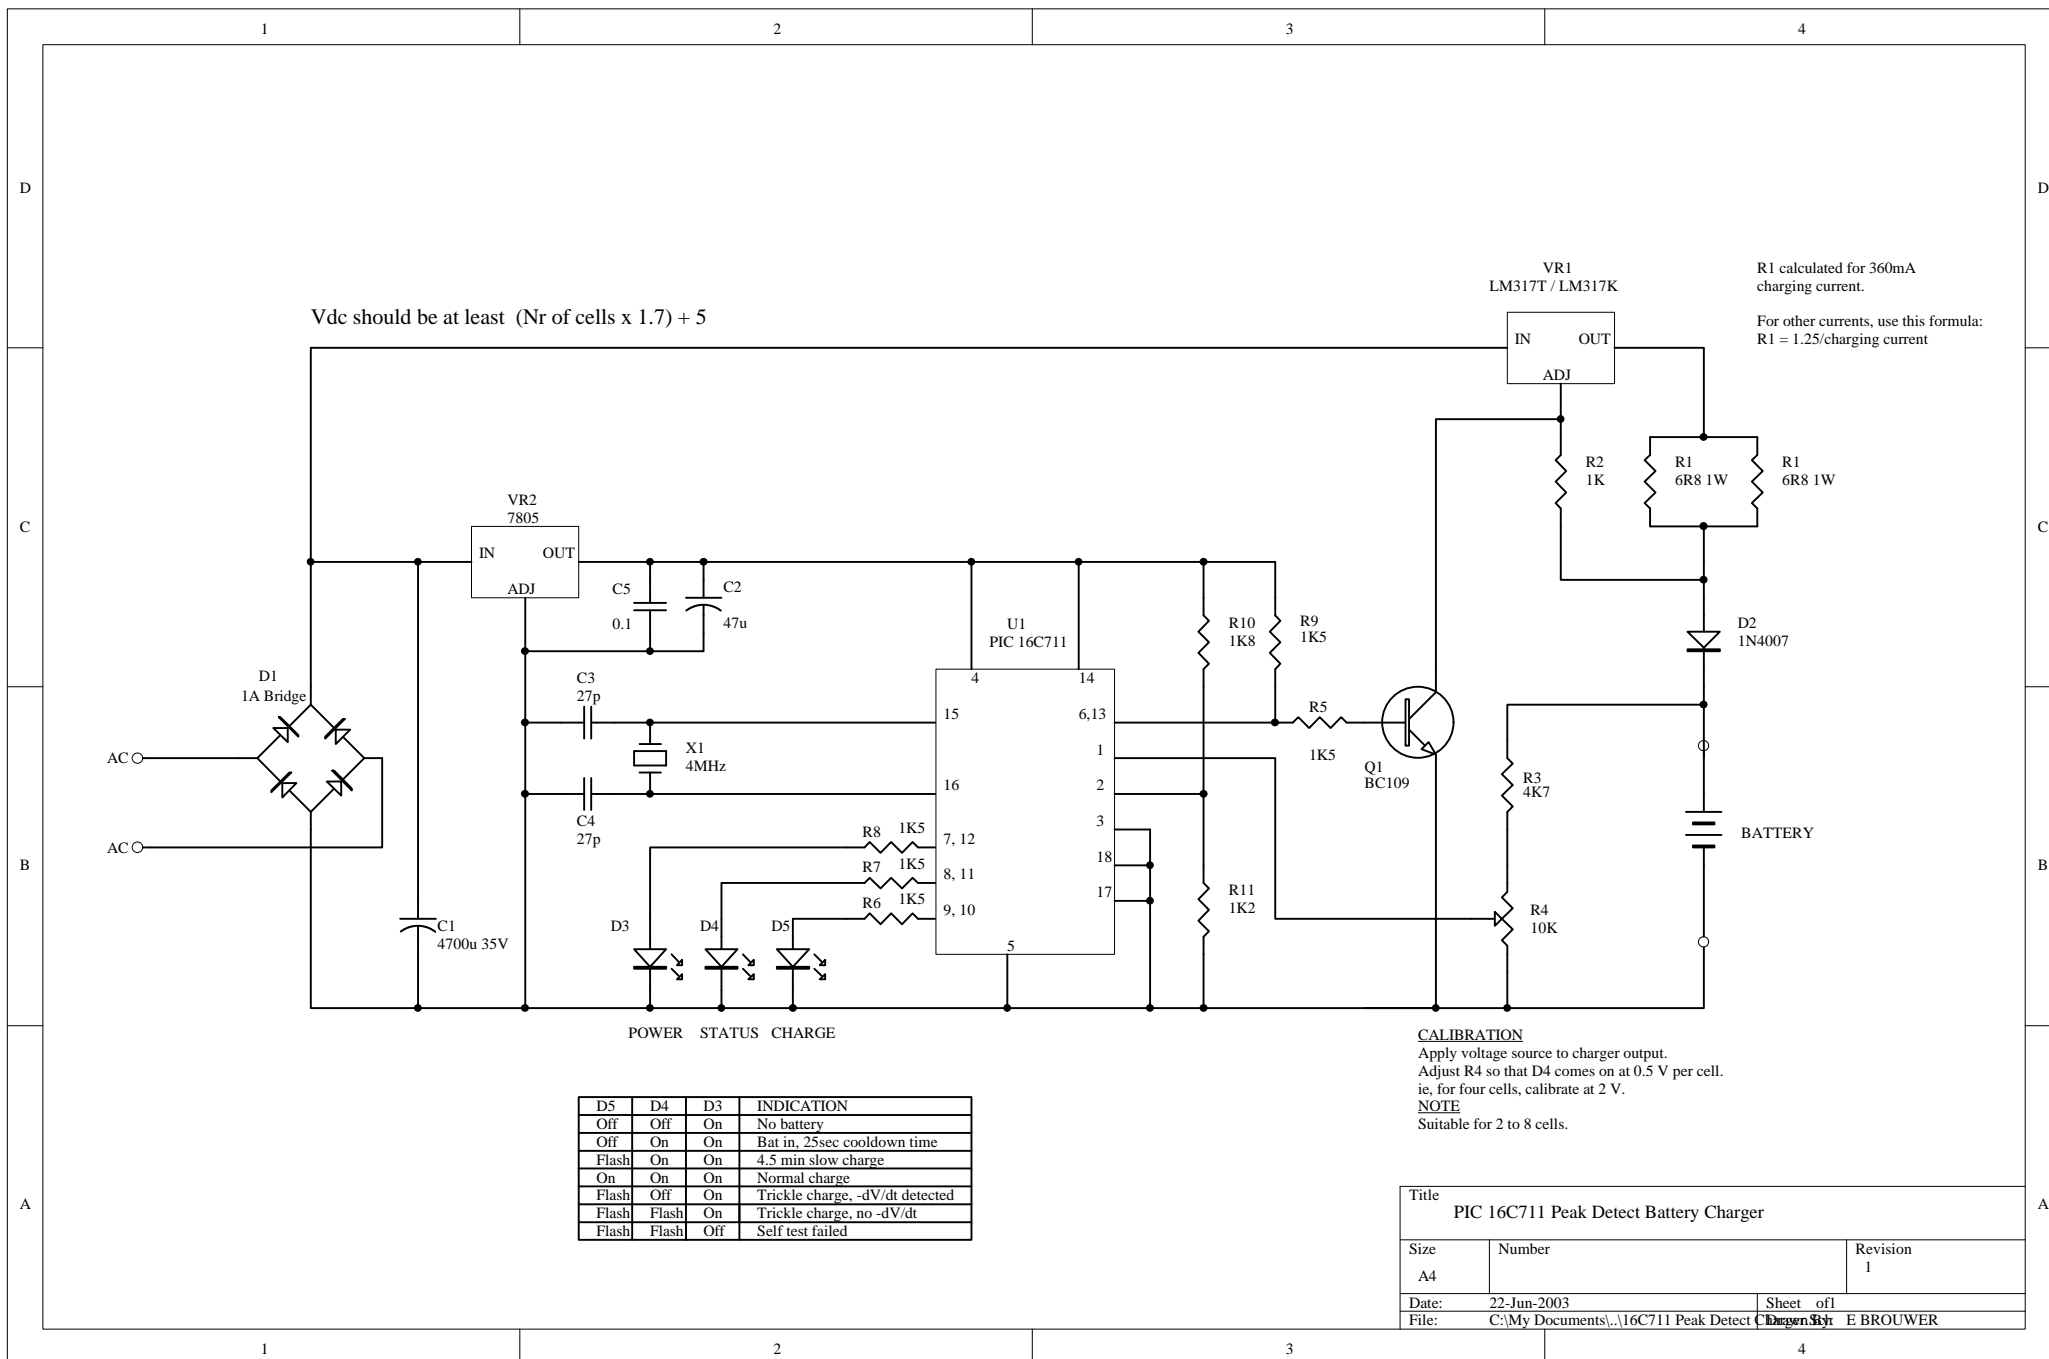 1 2 3 4
D D
VR1
LM317T / LM317K
R1 calculated for 360mA
charging current.
For other currents, use this formula:
R1 = 1.25/charging current
Vdc should be at least (Nr of cells x 1.7) + 5
IN OUT
ADJ
R2
1K
R1
6R8 1W
R1
6R8 1W
C C
VR2
7805
IN OUT
ADJ
C5
0.1
C2
47u
U1
PIC 16C711
R10
1K8
R9
1K5
D2
1N4007
D1
1A Bridge
C3
27p
4 14
15
6,13
R5
1K5
1
X1
4MHz
Q1
BC109
R3
4K7
AC
16
2
C4
27p
3
BATTERY
R8 1K5
7, 12
AC
18
B B
R7 1K5
8, 11
17
R11
1K2
R6 1K5
9, 10
R4
10K
C1
4700u 35V
D3 D4 D5
5
POWER STATUS CHARGE
CALIBRATION
Apply voltage source to charger output.
Adjust R4 so that D4 comes on at 0.5 V per cell.
ie, for four cells, calibrate at 2 V.
NOTE
Suitable for 2 to 8 cells.
D5 D4 D3 INDICATION
Off Off On No battery
Off On On Bat in, 25sec cooldown time
Flash On On 4.5 min slow charge
On On On Normal charge
Flash Off On Trickle charge, -dV/dt detected
Flash Flash On Trickle charge, no -dV/dt
Flash Flash Off Self test failed
A A
Title
PIC 16C711 Peak Detect Battery Charger
Size Number Revision
A4 1
Date: 22-Jun-2003 Sheet of1
File: C:\My Documents\..\16C711 Peak Detect E BROUWER
1 2 3 4